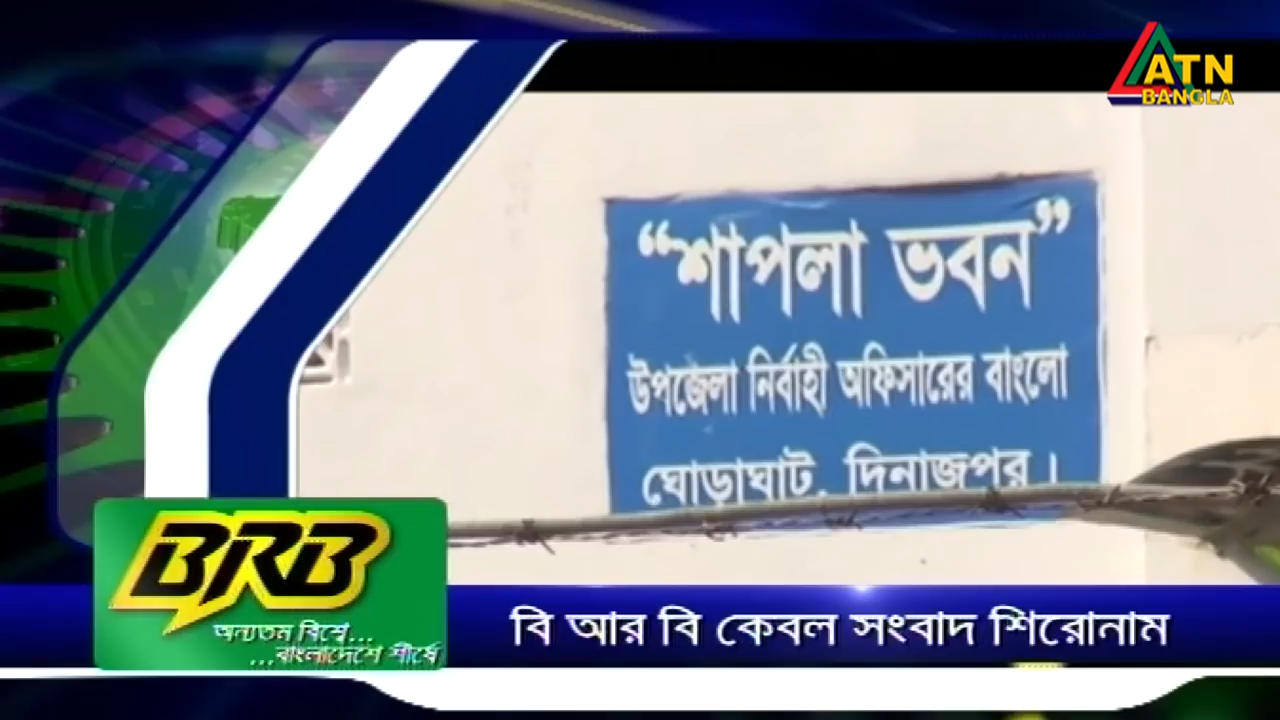 ATN
BANGLA
“শাপলা ভবন”
উপজেলা নির্বাহী অফিসারের বাংলো
ঘোড়াঘাট, দিনাজপুর।
BRB
অন্যতম বিশ্বে...
...বাংলাদেশে শীর্ষে
বি আর বি কেবল সংবাদ শিরোনাম